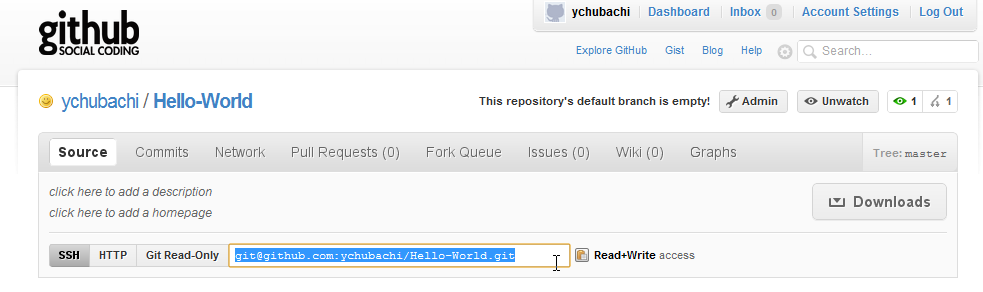 github
SOCIAL CODING
ychubachi Dashboard Inbox 0 Account Settings Log Out
Explore GitHub Gist Blog Help Search...
ychubachi / Hello-World
This repository's default branch is empty! Admin Unwatch 1 1
Source Commits Network Pull Requests (0) Fork Queue Issues (0) Wiki (0) Graphs Tree: master
click here to add a description
click here to add a homepage
Downloads
SSH HTTP Git Read-Only git@github.com:ychubachi/Hello-World.git Read+Write access